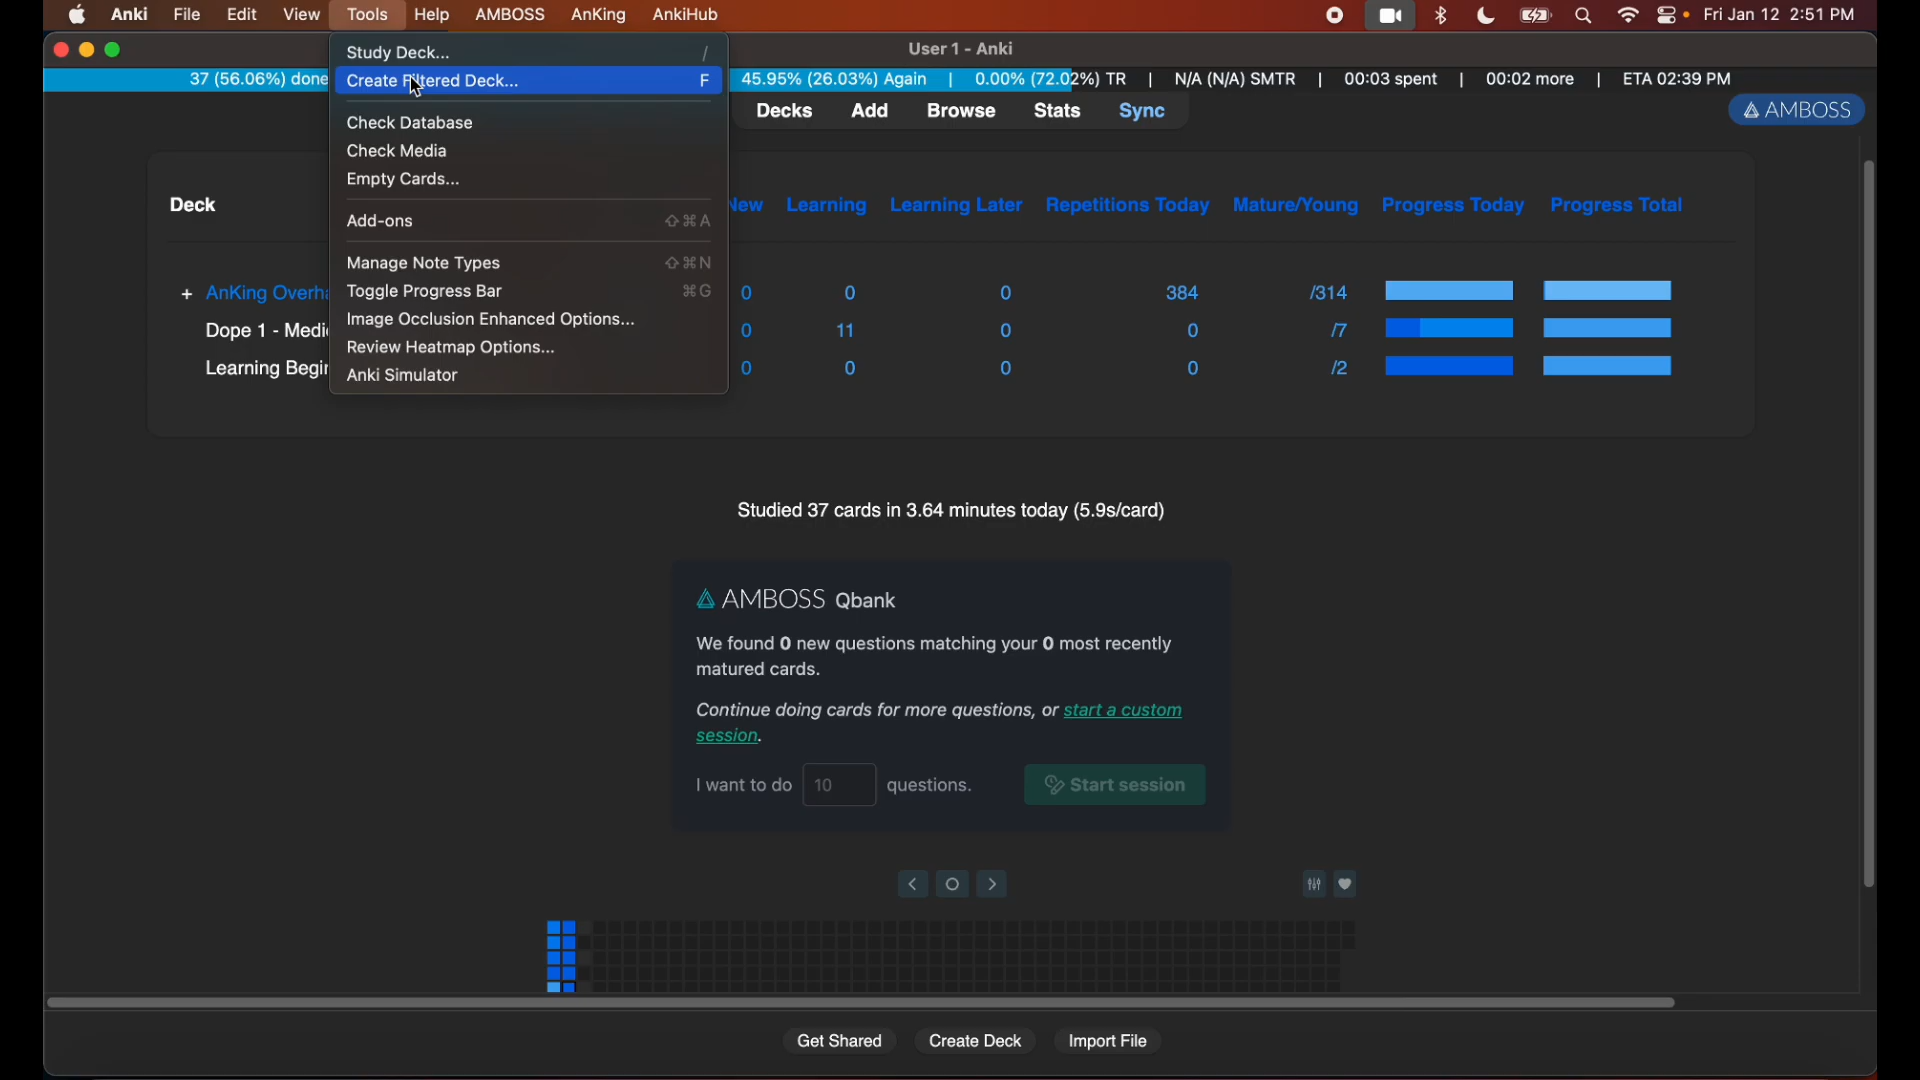 Anki File Edit View Tools Help AMBOSS AnKing AnkiHub Fri Jan 12 2:51 PM
User 1 - Anki
Study Deck... /
Create Filtered Deck... F
Check Database
Check Media
Empty Cards...
Add-ons ⇧⌘A
Manage Note Types ⇧⌘N
Toggle Progress Bar ⌘G
Image Occlusion Enhanced Options...
Review Heatmap Options...
Anki Simulator
37 (56.06%) done 45.95% (26.03%) Again | 0.00% (72.02%) TR | N/A (N/A) SMTR | 00:03 spent | 00:02 more | ETA 02:39 PM
Decks Add Browse Stats Sync
AMBOSS
Deck New Learning Learning Later Repetitions Today Mature/Young Progress Today Progress Total
+ AnKing Overha 0 0 0 384 /314
Dope 1 - Medi 0 11 0 0 /7
Learning Begin 0 0 0 0 /2
Studied 37 cards in 3.64 minutes today (5.9s/card)
AMBOSS Qbank
We found 0 new questions matching your 0 most recently
matured cards.
Continue doing cards for more questions, or start a custom
session.
I want to do 10 questions. Start session
Get Shared Create Deck Import File